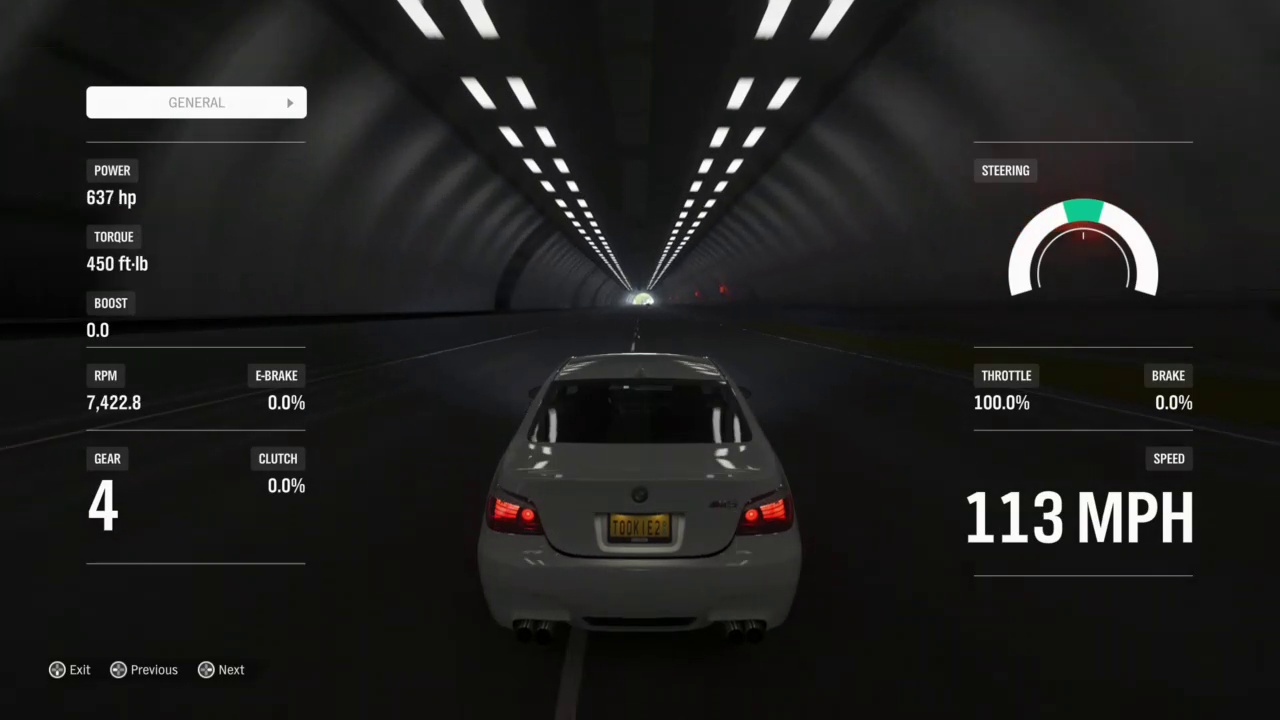 GENERAL
POWER
637 hp
TORQUE
450 ft·lb
BOOST
0.0
RPM
E-BRAKE
7,422.8
0.0%
GEAR
CLUTCH
4
0.0%
STEERING
THROTTLE
BRAKE
100.0%
0.0%
SPEED
113 MPH
TOOKIE2
Exit
Previous
Next